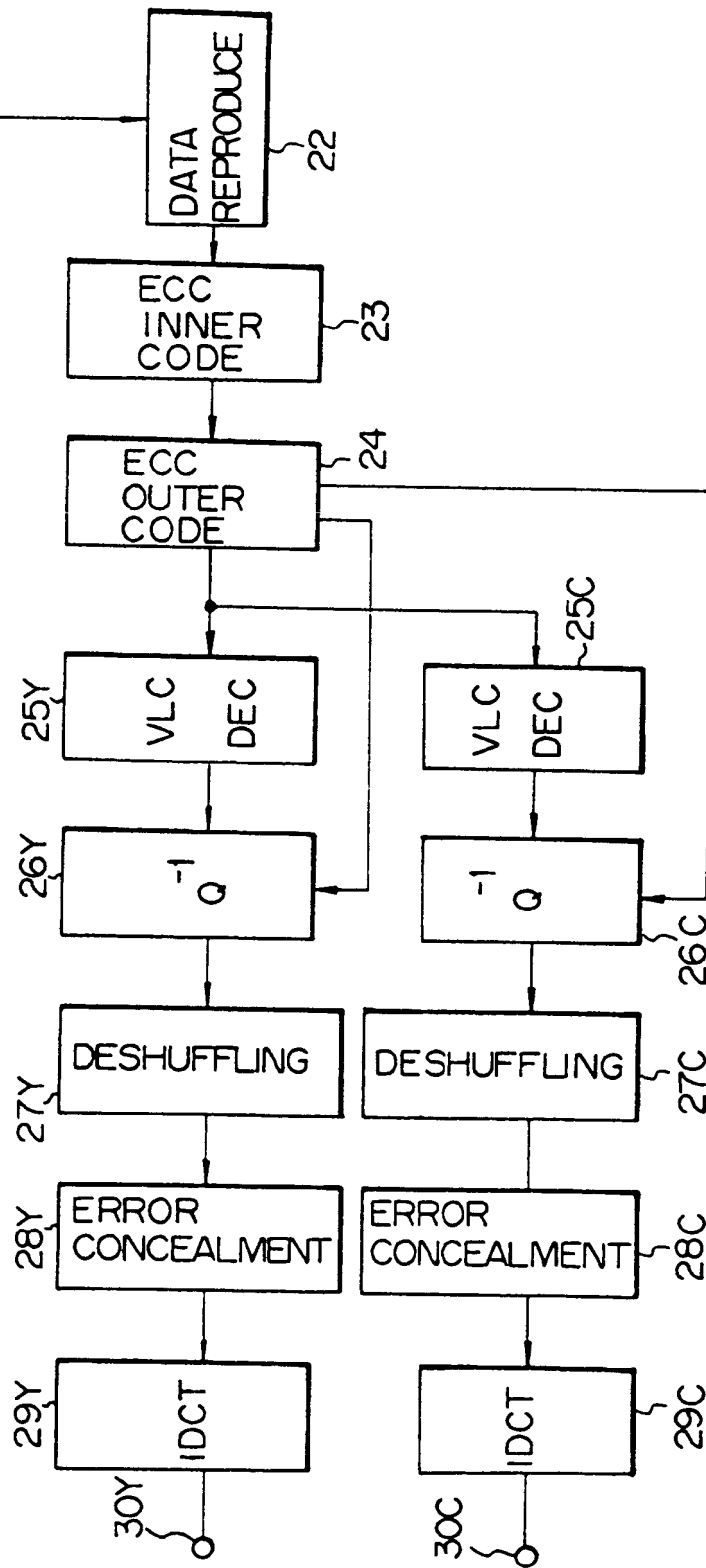 DATA
REPRODUCE
22
ECC
INNER
CODE
23
ECC
OUTER
CODE
24
25Y
VLC
DEC
VLC
DEC
25C
26Y
Q⁻¹
Q⁻¹
26C
27Y
DESHUFFLING
DESHUFFLING
27C
28Y
ERROR
CONCEALMENT
ERROR
CONCEALMENT
28C
29Y
IDCT
IDCT
29C
30Y
30C